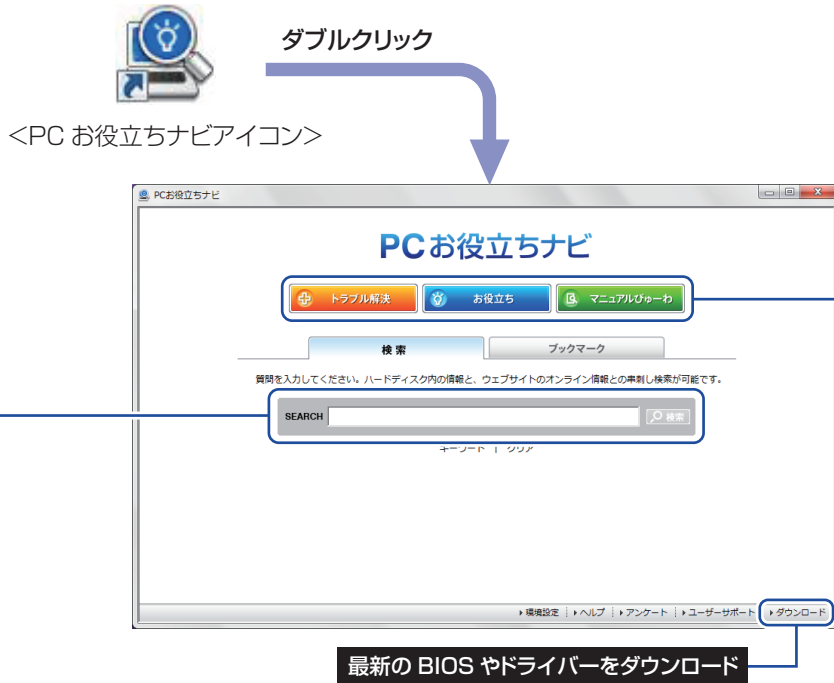 ダブルクリック
<PC お役立ちナビアイコン>
PCお役立ちナビ
PCお役立ちナビ
トラブル解決
お役立ち
マニュアルびゅーわ
検索
ブックマーク
質問を入力してください。ハードディスク内の情報と、ウェブサイトのオンライン情報との串刺し検索が可能です。
SEARCH
検索
キーワード | クリア
環境設定 ヘルプ アンケート ユーザーサポート ダウンロード
最新の BIOS やドライバーをダウンロード